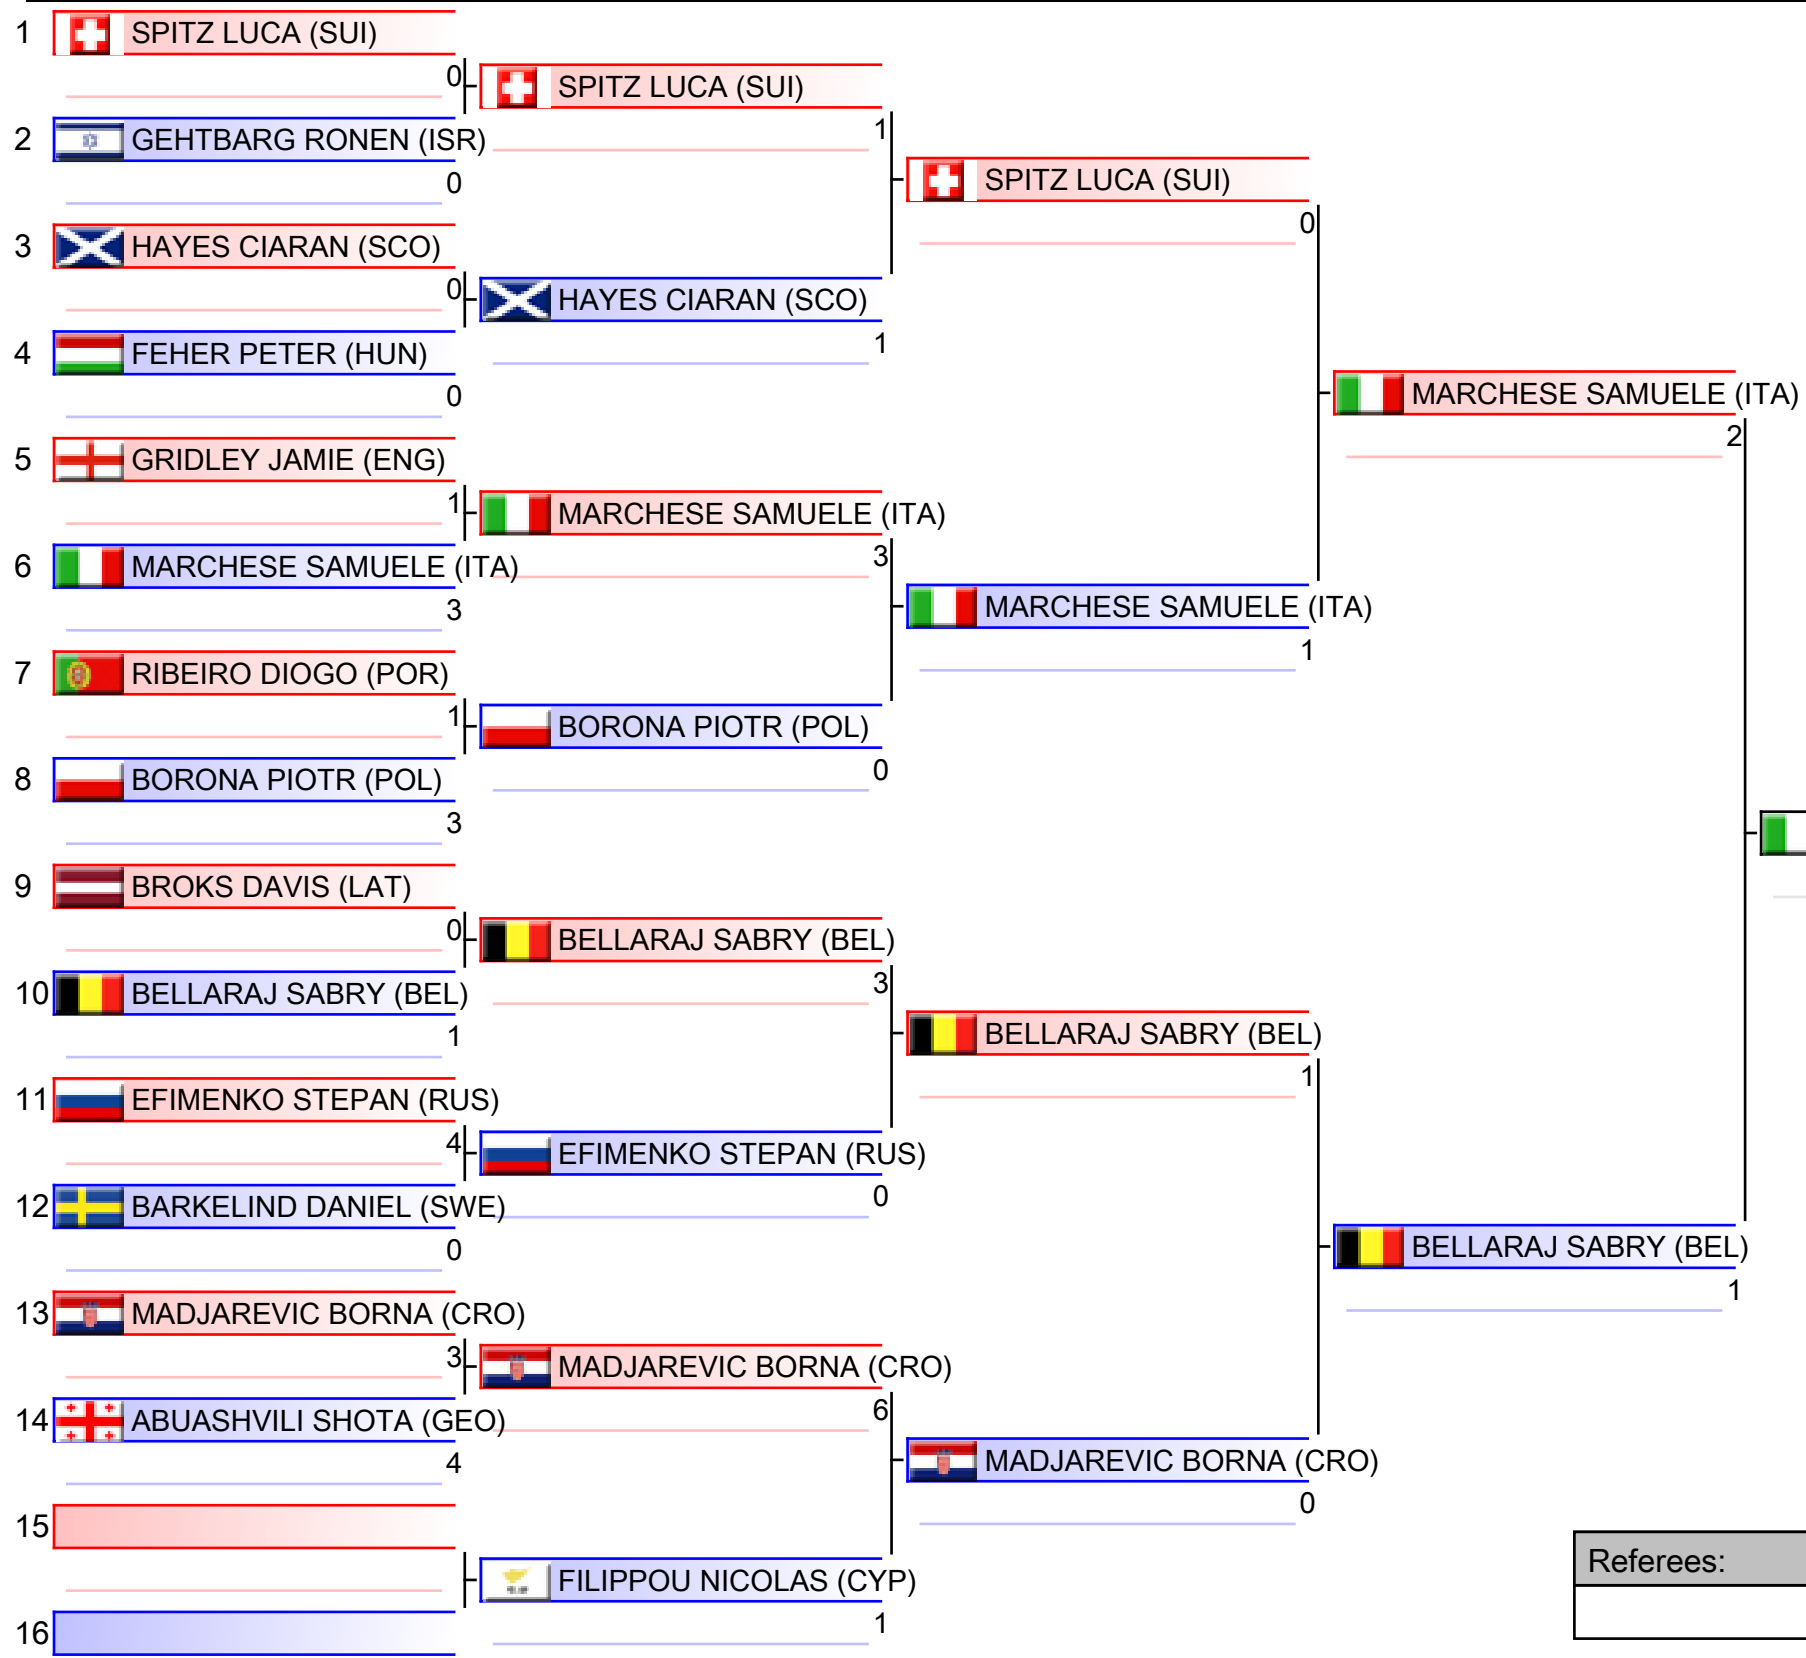 1 SPITZ LUCA (SUI)
0 SPITZ LUCA (SUI)
1
2 GEHTBARG RONEN (ISR)
0
SPITZ LUCA (SUI)
0
3 HAYES CIARAN (SCO)
0 HAYES CIARAN (SCO)
1
4 FEHER PETER (HUN)
0
MARCHESE SAMUELE (ITA)
2
5 GRIDLEY JAMIE (ENG)
1 MARCHESE SAMUELE (ITA)
3
6 MARCHESE SAMUELE (ITA)
3
MARCHESE SAMUELE (ITA)
1
7 RIBEIRO DIOGO (POR)
1 BORONA PIOTR (POL)
0
8 BORONA PIOTR (POL)
3
9 BROKS DAVIS (LAT)
0 BELLARAJ SABRY (BEL)
3
10 BELLARAJ SABRY (BEL)
1
BELLARAJ SABRY (BEL)
1
11 EFIMENKO STEPAN (RUS)
4 EFIMENKO STEPAN (RUS)
0
12 BARKELIND DANIEL (SWE)
0
BELLARAJ SABRY (BEL)
1
13 MADJAREVIC BORNA (CRO)
3 MADJAREVIC BORNA (CRO)
6
14 ABUASHVILI SHOTA (GEO)
4
MADJAREVIC BORNA (CRO)
0
15
FILIPPOU NICOLAS (CYP)
1
16
Referees: